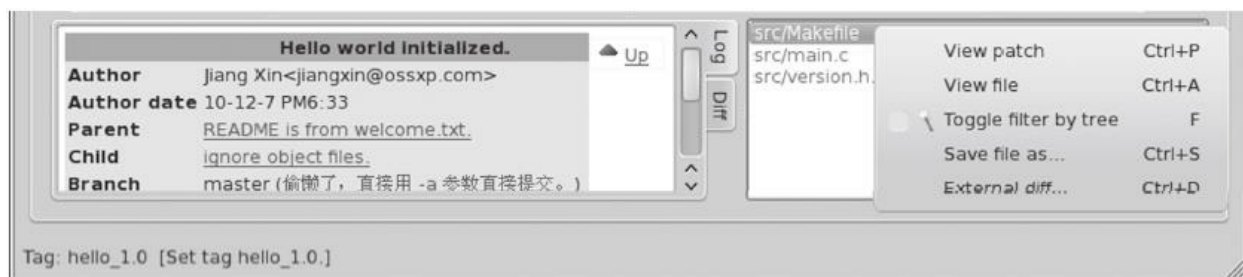 Hello world initialized.
Up
Author Jiang Xin<jiangxin@ossxp.com>
Author date 10-12-7 PM6:33
Parent README is from welcome.txt.
Child ignore object files.
Branch master (偷懒了，直接用 -a 参数直接提交。)
Log
Diff
src/Makefile
src/main.c
src/version.h.
View patch Ctrl+P
View file Ctrl+A
Toggle filter by tree F
Save file as... Ctrl+S
External diff... Ctrl+D
Tag: hello_1.0 [Set tag hello_1.0.]